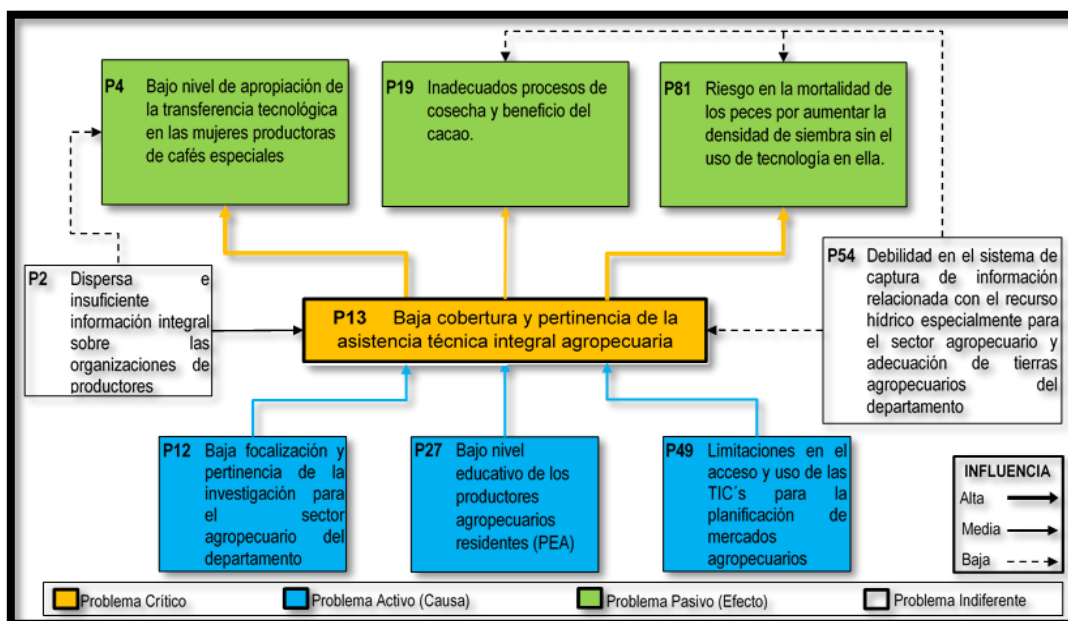 P4 Bajo nivel de apropiación de
la transferencia tecnológica
en las mujeres productoras
de cafés especiales
P19 Inadecuados procesos de
cosecha y beneficio del
cacao.
P81 Riesgo en la mortalidad de
los peces por aumentar la
densidad de siembra sin el
uso de tecnología en ella.
P2 Dispersa e
insuficiente
información integral
sobre las
organizaciones de
productores
P13 Baja cobertura y pertinencia de la
asistencia técnica integral agropecuaria
P54 Debilidad en el sistema de
captura de información
relacionada con el recurso
hídrico especialmente para
el sector agropecuario y
adecuación de tierras
agropecuarios del
departamento
P12 Baja focalización y
pertinencia de la
investigación para
el sector
agropecuario del
departamento
P27 Bajo nivel
educativo de los
productores
agropecuarios
residentes (PEA)
P49 Limitaciones en el
acceso y uso de las
TIC´s para la
planificación de
mercados
agropecuarios
INFLUENCIA
Alta
Media
Baja
Problema Crítico
Problema Activo (Causa)
Problema Pasivo (Efecto)
Problema Indiferente